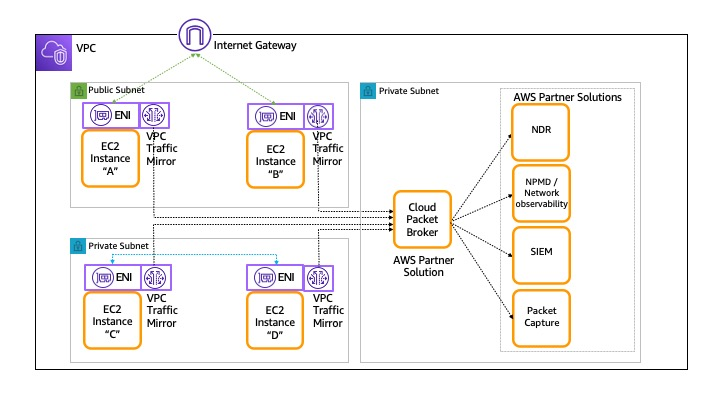 VPC
Internet Gateway
Public Subnet
ENI
VPC
Traffic
Mirror
EC2
Instance
“A”
ENI
VPC
Traffic
Mirror
EC2
Instance
“B”
Private Subnet
ENI
VPC
Traffic
Mirror
EC2
Instance
“C”
ENI
VPC
Traffic
Mirror
EC2
Instance
“D”
Private Subnet
Cloud
Packet
Broker
AWS Partner
Solution
AWS Partner Solutions
NDR
NPMD /
Network
observability
SIEM
Packet
Capture